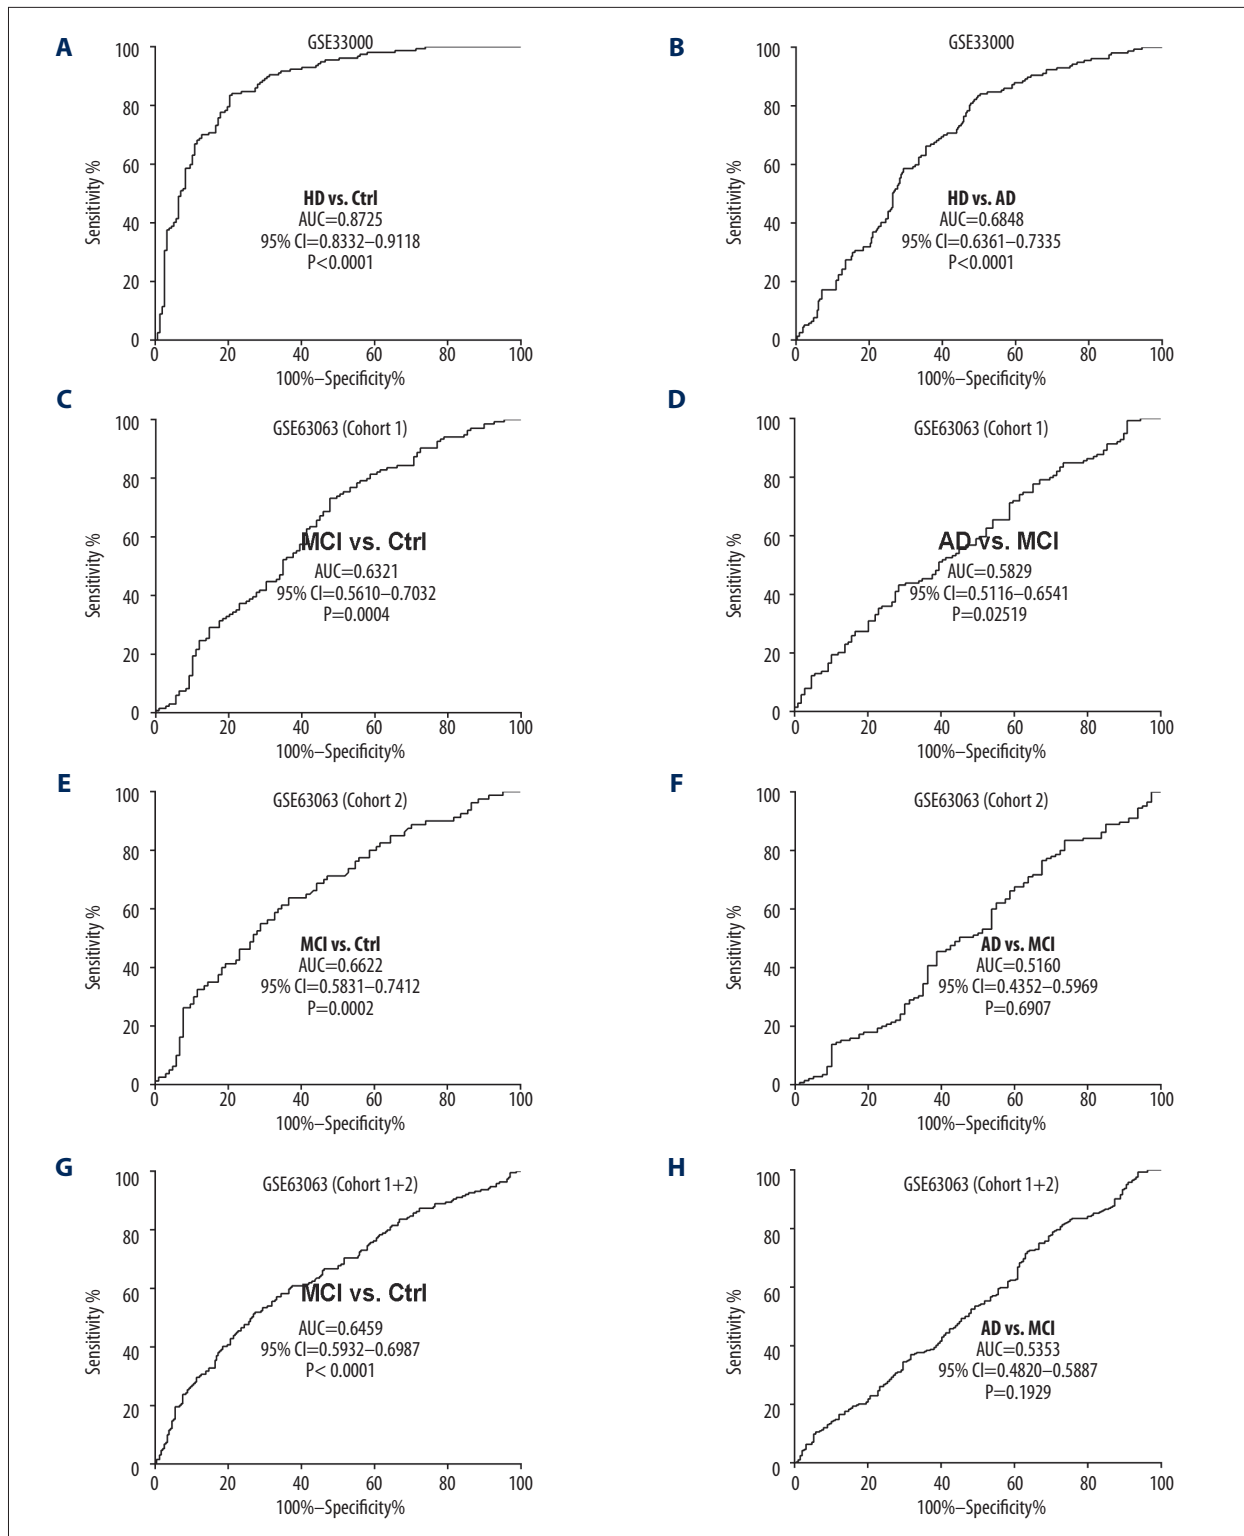 A
GSE33000
100
80
60
40
20
0
Sensitivity %
HD vs. Ctrl
AUC=0.8725
95% CI=0.8332–0.9118
P<0.0001
0 20 40 60 80 100
100%–Specificity%
B
GSE33000
100
80
60
40
20
0
Sensitivity %
HD vs. AD
AUC=0.6848
95% CI=0.6361–0.7335
P<0.0001
0 20 40 60 80 100
100%–Specificity%
C
GSE63063 (Cohort 1)
100
80
60
40
20
0
Sensitivity %
MCI vs. Ctrl
AUC=0.6321
95% CI=0.5610–0.7032
P=0.0004
0 20 40 60 80 100
100%–Specificity%
D
GSE63063 (Cohort 1)
100
80
60
40
20
0
Sensitivity %
AD vs. MCI
AUC=0.5829
95% CI=0.5116–0.6541
P=0.02519
0 20 40 60 80 100
100%–Specificity%
E
GSE63063 (Cohort 2)
100
80
60
40
20
0
Sensitivity %
MCI vs. Ctrl
AUC=0.6622
95% CI=0.5831–0.7412
P=0.0002
0 20 40 60 80 100
100%–Specificity%
F
GSE63063 (Cohort 2)
100
80
60
40
20
0
Sensitivity %
AD vs. MCI
AUC=0.5160
95% CI=0.4352–0.5969
P=0.6907
0 20 40 60 80 100
100%–Specificity%
G
GSE63063 (Cohort 1+2)
100
80
60
40
20
0
Sensitivity %
MCI vs. Ctrl
AUC=0.6459
95% CI=0.5932–0.6987
P< 0.0001
0 20 40 60 80 100
100%–Specificity%
H
GSE63063 (Cohort 1+2)
100
80
60
40
20
0
Sensitivity %
AD vs. MCI
AUC=0.5353
95% CI=0.4820–0.5887
P=0.1929
0 20 40 60 80 100
100%–Specificity%